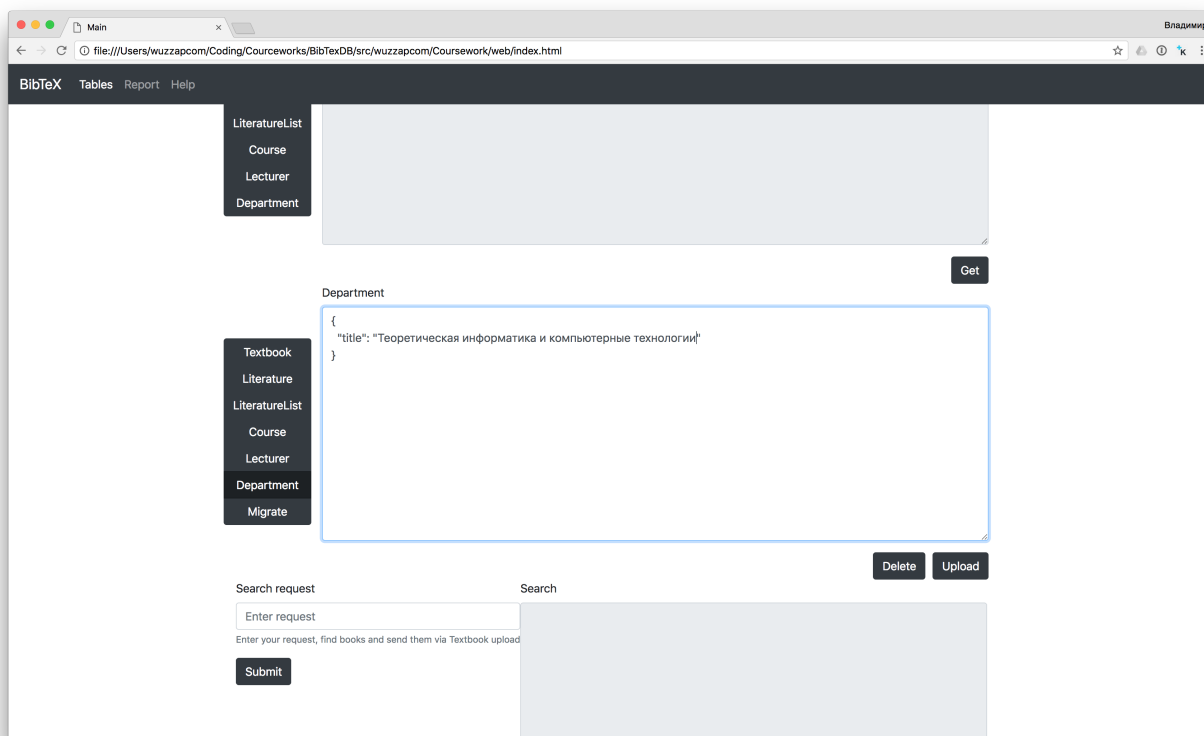 Main
Владимир
file:///Users/wuzzapcom/Coding/Courceworks/BibTexDB/src/wuzzapcom/Coursework/web/index.html
BibTeX Tables Report Help
LiteratureList
Course
Lecturer
Department
Get
Department
{
"title": "Теоретическая информатика и компьютерные технологии"
}
Textbook
Literature
LiteratureList
Course
Lecturer
Department
Migrate
Delete Upload
Search request
Search
Enter request
Enter your request, find books and send them via Textbook upload
Submit